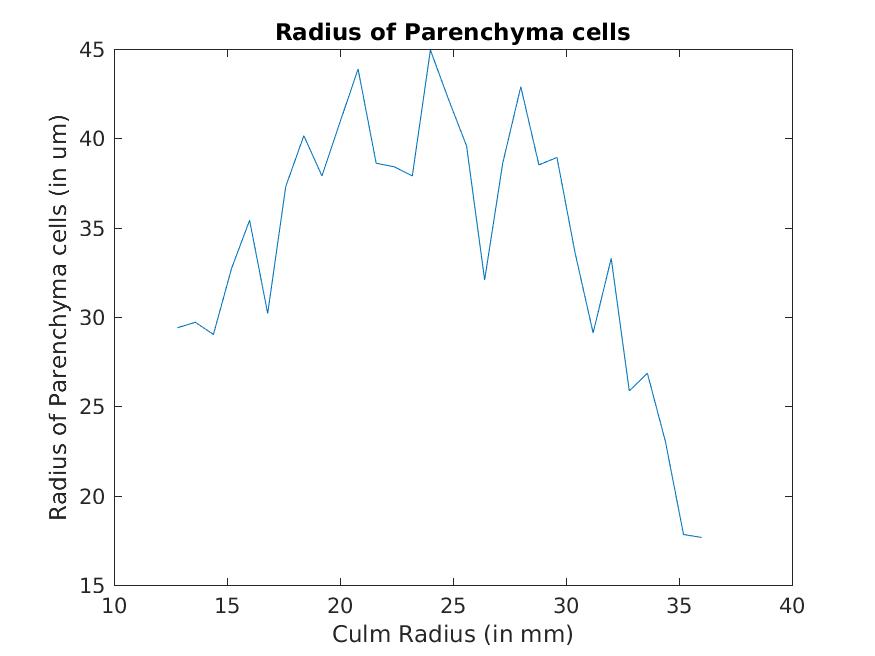 Radius of Parenchyma cells
45
40
35
30
25
20
15
Radius of Parenchyma cells (in um)
10 15 20 25 30 35 40
Culm Radius (in mm)